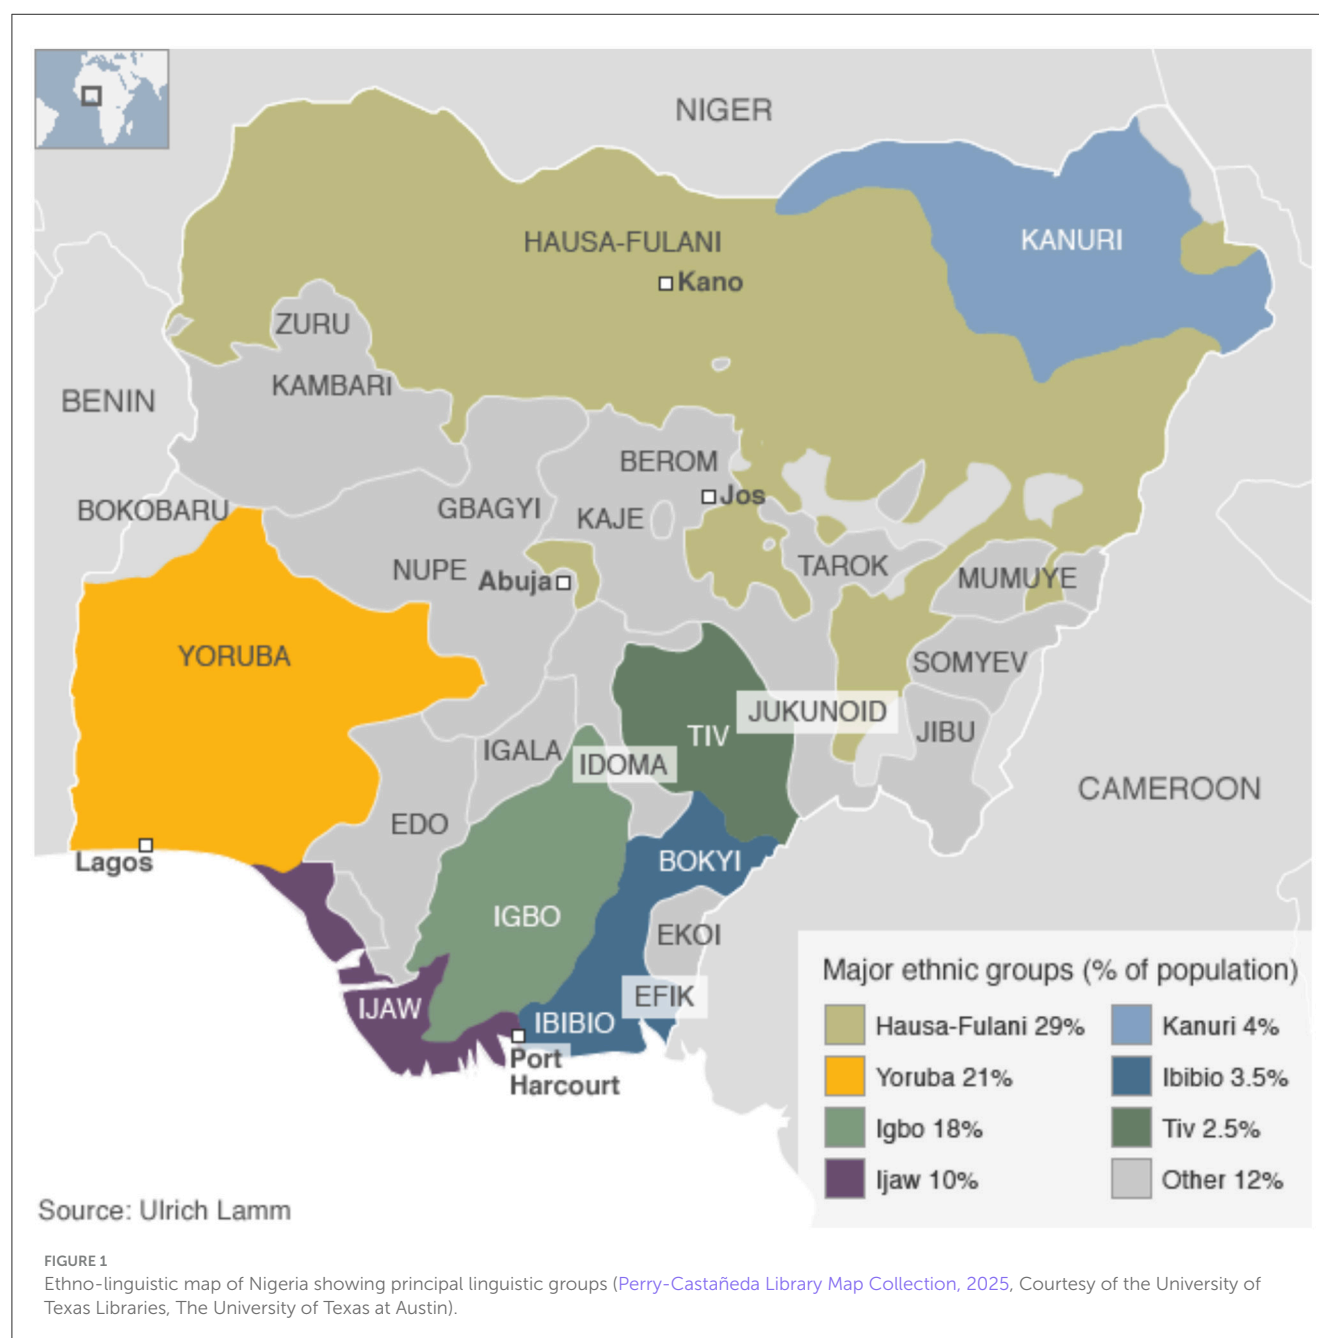 NIGER
HAUSA-FULANI
KANURI
Kano
ZURU
KAMBARI
BENIN
BEROM
Jos
BOKOBARU
GBAGYI
KAJE
NUPE
Abuja
TAROK
MUMUYE
YORUBA
SOMYEV
JUKUNOID
JIBU
TIV
IGALA
IDOMA
CAMEROON
EDO
Lagos
BOKYI
IGBO
EKOI
EFIK
IJAW
IBIBIO
Port
Harcourt
Major ethnic groups (% of population)
Hausa-Fulani 29%
Yoruba 21%
Igbo 18%
Ijaw 10%
Kanuri 4%
Ibibio 3.5%
Tiv 2.5%
Other 12%
Source: Ulrich Lamm
FIGURE 1
Ethno-linguistic map of Nigeria showing principal linguistic groups (Perry-Castañeda Library Map Collection, 2025, Courtesy of the University of
Texas Libraries, The University of Texas at Austin).